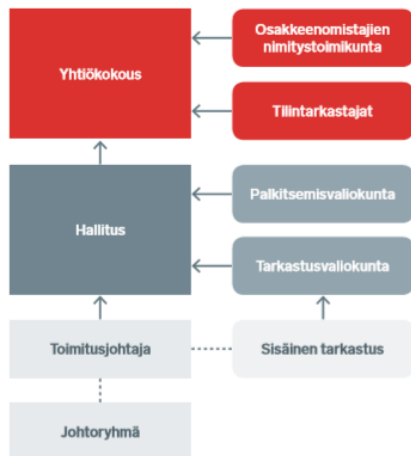 Osakkeenomistajien
nimitystoimikunta
Yhtiökokous
Tilintarkastajat
Palkitsemisvaliokunta
Hallitus
Tarkastusvaliokunta
Toimitusjohtaja
Sisäinen tarkastus
Johtoryhmä